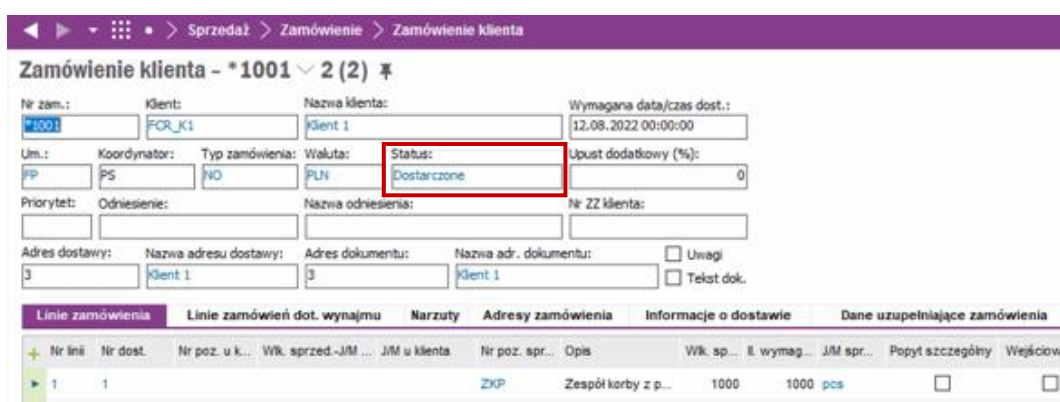 Sprzedaż > Zamówienie > Zamówienie klienta
Zamówienie klienta - *1001 2 (2)
Nr zam.: Klient: Nazwa klienta: Wymagana data/czas dost.:
*1001 FCR_K1 Klient 1 12.08.2022 00:00:00
Um.: Koordynator: Typ zamówienia: Waluta: Status: Upust dodatkowy (%):
FP PS NO PLN Dostarczone 0
Priorytet: Odniesienie: Nazwa odniesienia: Nr ZZ klienta:
Adres dostawy: Nazwa adresu dostawy: Adres dokumentu: Nazwa adr. dokumentu: Uwagi
3 Klient 1 3 Klient 1 Tekst dok.
Linie zamówienia Linie zamówień dot. wynajmu Narzuty Adresy zamówienia Informacje o dostawie Dane uzupełniające zamówienia
Nr linii Nr dost. Nr poz. u k... Wlk. sprzed.-J/M ... J/M u klienta Nr poz. spr... Opis Wlk. sp... Il. wymag... J/M spr... Popyt szczególny Wejściow
1 1 ZKP Zespół korby z p... 1000 1000 pcs